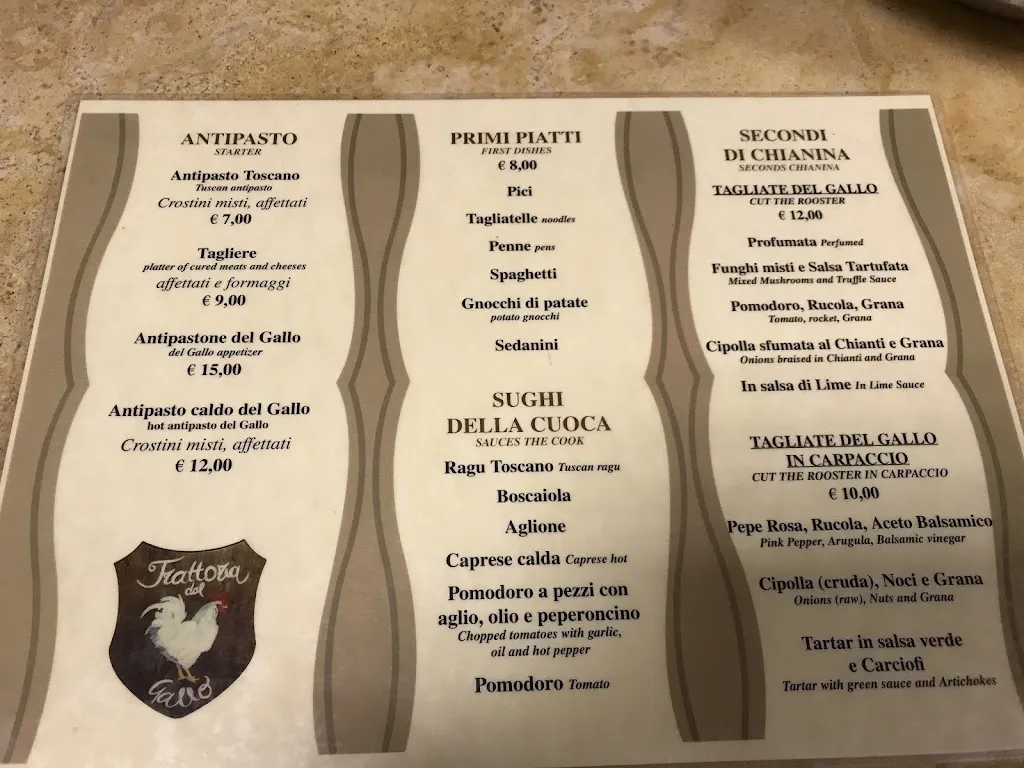 ANTIPASTO
STARTER
Antipasto Toscano
Tuscan antipasto
Crostini misti, affettati
€ 7,00
Tagliere
platter of cured meats and cheeses
affettati e formaggi
€ 9,00
Antipastone del Gallo
del Gallo appetizer
€ 15,00
Antipasto caldo del Gallo
hot antipasto del Gallo
Crostini misti, affettati
€ 12,00
Trattoria
del
Gallo
PRIMI PIATTI
FIRST DISHES
€ 8,00
Pici
Tagliatelle noodles
Penne pens
Spaghetti
Gnocchi di patate
potato gnocchi
Sedanini
SUGHI
DELLA CUOCA
SAUCES THE COOK
Ragu Toscano Tuscan ragu
Boscaiola
Aglione
Caprese calda Caprese hot
Pomodoro a pezzi con
aglio, olio e peperoncino
Chopped tomatoes with garlic,
oil and hot pepper
Pomodoro Tomato
SECONDI
DI CHIANINA
SECONDS CHIANINA
TAGLIATE DEL GALLO
CUT THE ROOSTER
€ 12,00
Profumata Perfumed
Funghi misti e Salsa Tartufata
Mixed Mushrooms and Truffle Sauce
Pomodoro, Rucola, Grana
Tomato, rocket, Grana
Cipolla sfumata al Chianti e Grana
Onions braised in Chianti and Grana
In salsa di Lime In Lime Sauce
TAGLIATE DEL GALLO
IN CARPACCIO
CUT THE ROOSTER IN CARPACCIO
€ 10,00
Pepe Rosa, Rucola, Aceto Balsamico
Pink Pepper, Arugula, Balsamic vinegar
Cipolla (cruda), Noci e Grana
Onions (raw), Nuts and Grana
Tartar in salsa verde
e Carciofi
Tartar with green sauce and Artichokes